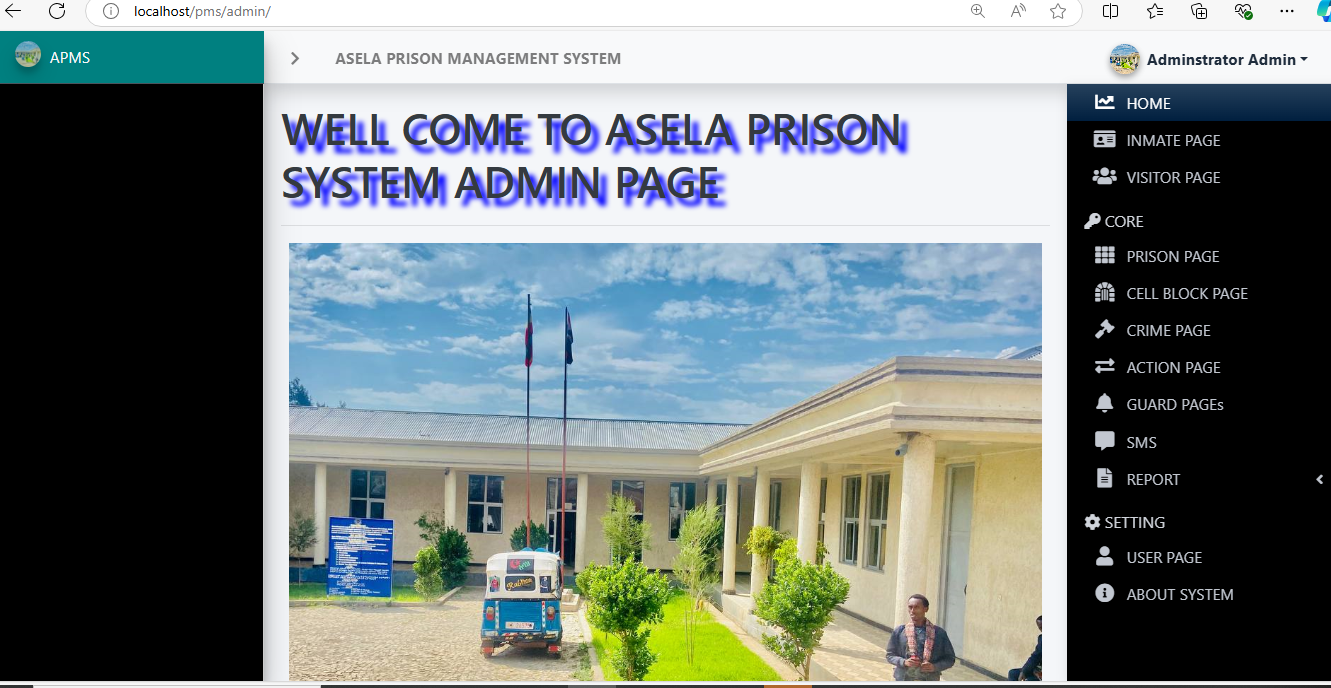 localhost/pms/admin/
APMS
ASELA PRISON MANAGEMENT SYSTEM
Adminstrator Admin
WELL COME TO ASELA PRISON
SYSTEM ADMIN PAGE
HOME
INMATE PAGE
VISITOR PAGE
CORE
PRISON PAGE
CELL BLOCK PAGE
CRIME PAGE
ACTION PAGE
GUARD PAGEs
SMS
REPORT
SETTING
USER PAGE
ABOUT SYSTEM